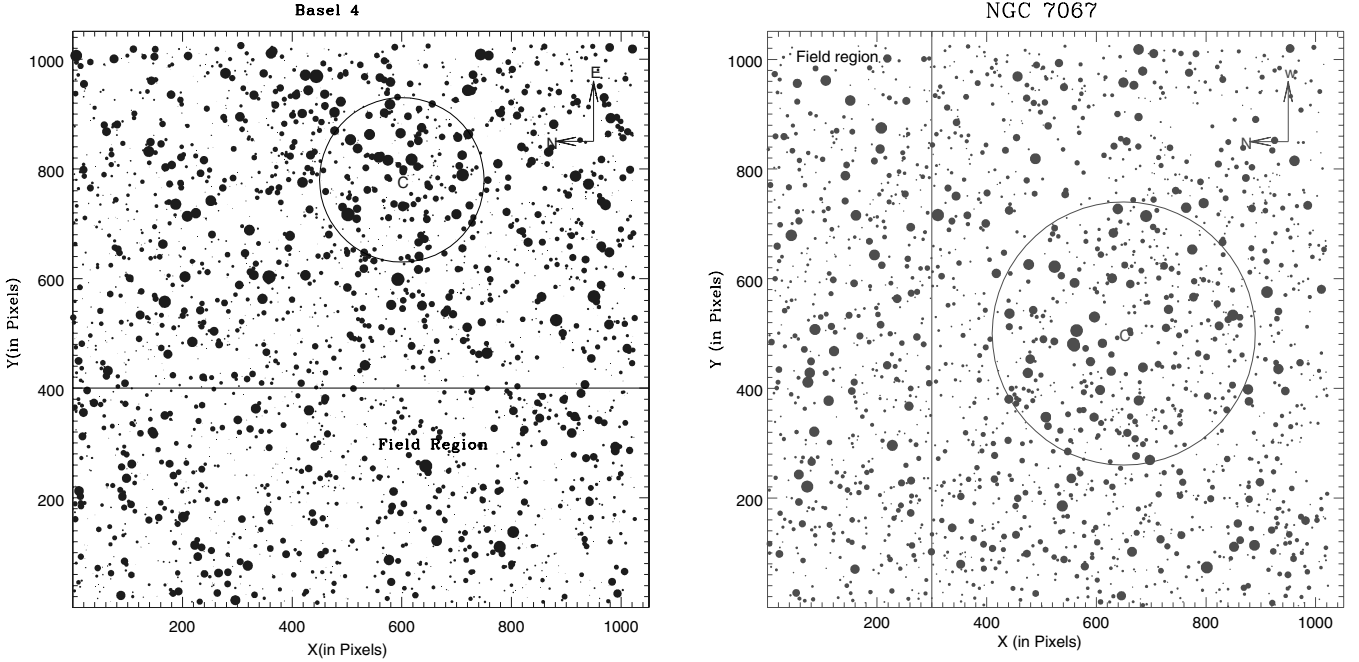 Basel 4
1000
800
600
400
200
Y(in Pixels)
E
N
C
Field Region
200
400
600
800
1000
X(in Pixels)
NGC 7067
1000
800
600
400
200
Y (in Pixels)
Field region
w
N
C
200
400
600
800
1000
X (in Pixels)